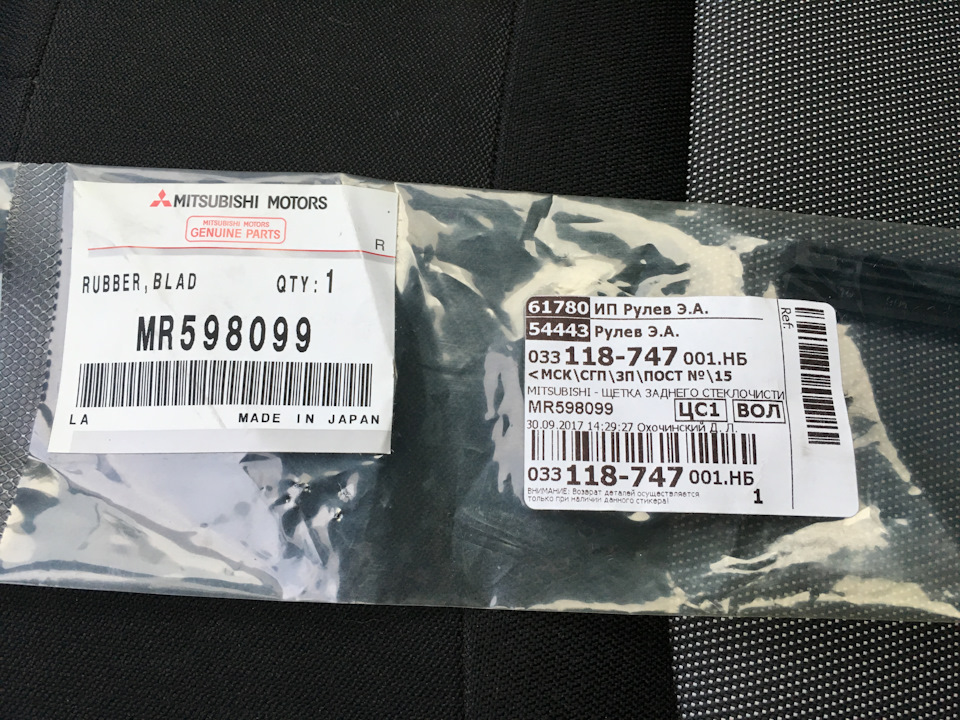 MITSUBISHI MOTORS
MITSUBISHI MOTORS
GENUINE PARTS
R
RUBBER,BLAD QTY:1
MR598099
LA MADE IN JAPAN
61780 ИП Рулев Э.А.
54443 Рулев Э.А.
033 118-747 001.НБ
<МСК\СГП\ЗП\ПОСТ №\15
MITSUBISHI - ЩЕТКА ЗАДНЕГО СТЕКЛОЧИСТИ
MR598099 ЦС1 ВОЛ
30.09.2017 14:29:27 Охочинский Д. Л.
033 118-747 001.НБ
ВНИМАНИЕ: Возврат деталей осуществляется
только при наличии данного стикера!
1
Ref: